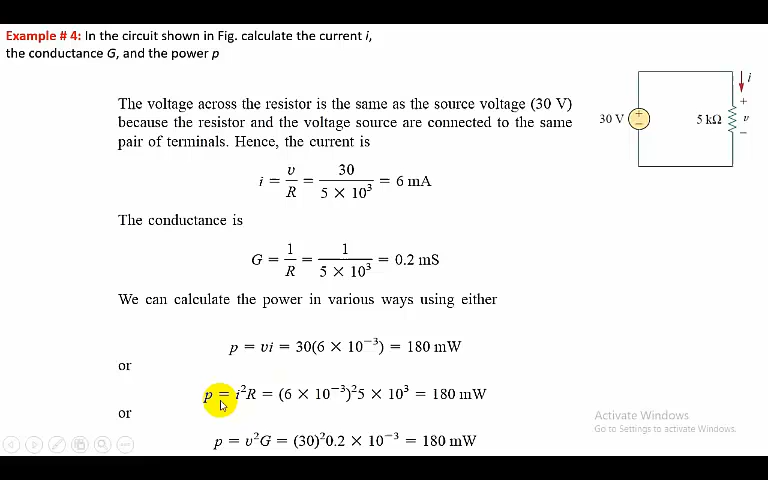 Example # 4: In the circuit shown in Fig. calculate the current i,
the conductance G, and the power p
The voltage across the resistor is the same as the source voltage (30 V)
because the resistor and the voltage source are connected to the same
pair of terminals. Hence, the current is
i = v/R = 30/(5 × 10³) = 6 mA
The conductance is
G = 1/R = 1/(5 × 10³) = 0.2 mS
We can calculate the power in various ways using either
p = vi = 30(6 × 10⁻³) = 180 mW
or
p = i²R = (6 × 10⁻³)²5 × 10³ = 180 mW
or
p = v²G = (30)²0.2 × 10⁻³ = 180 mW
i
30 V
+
−
5 kΩ
+
v
−
Activate Windows
Go to Settings to activate Windows.